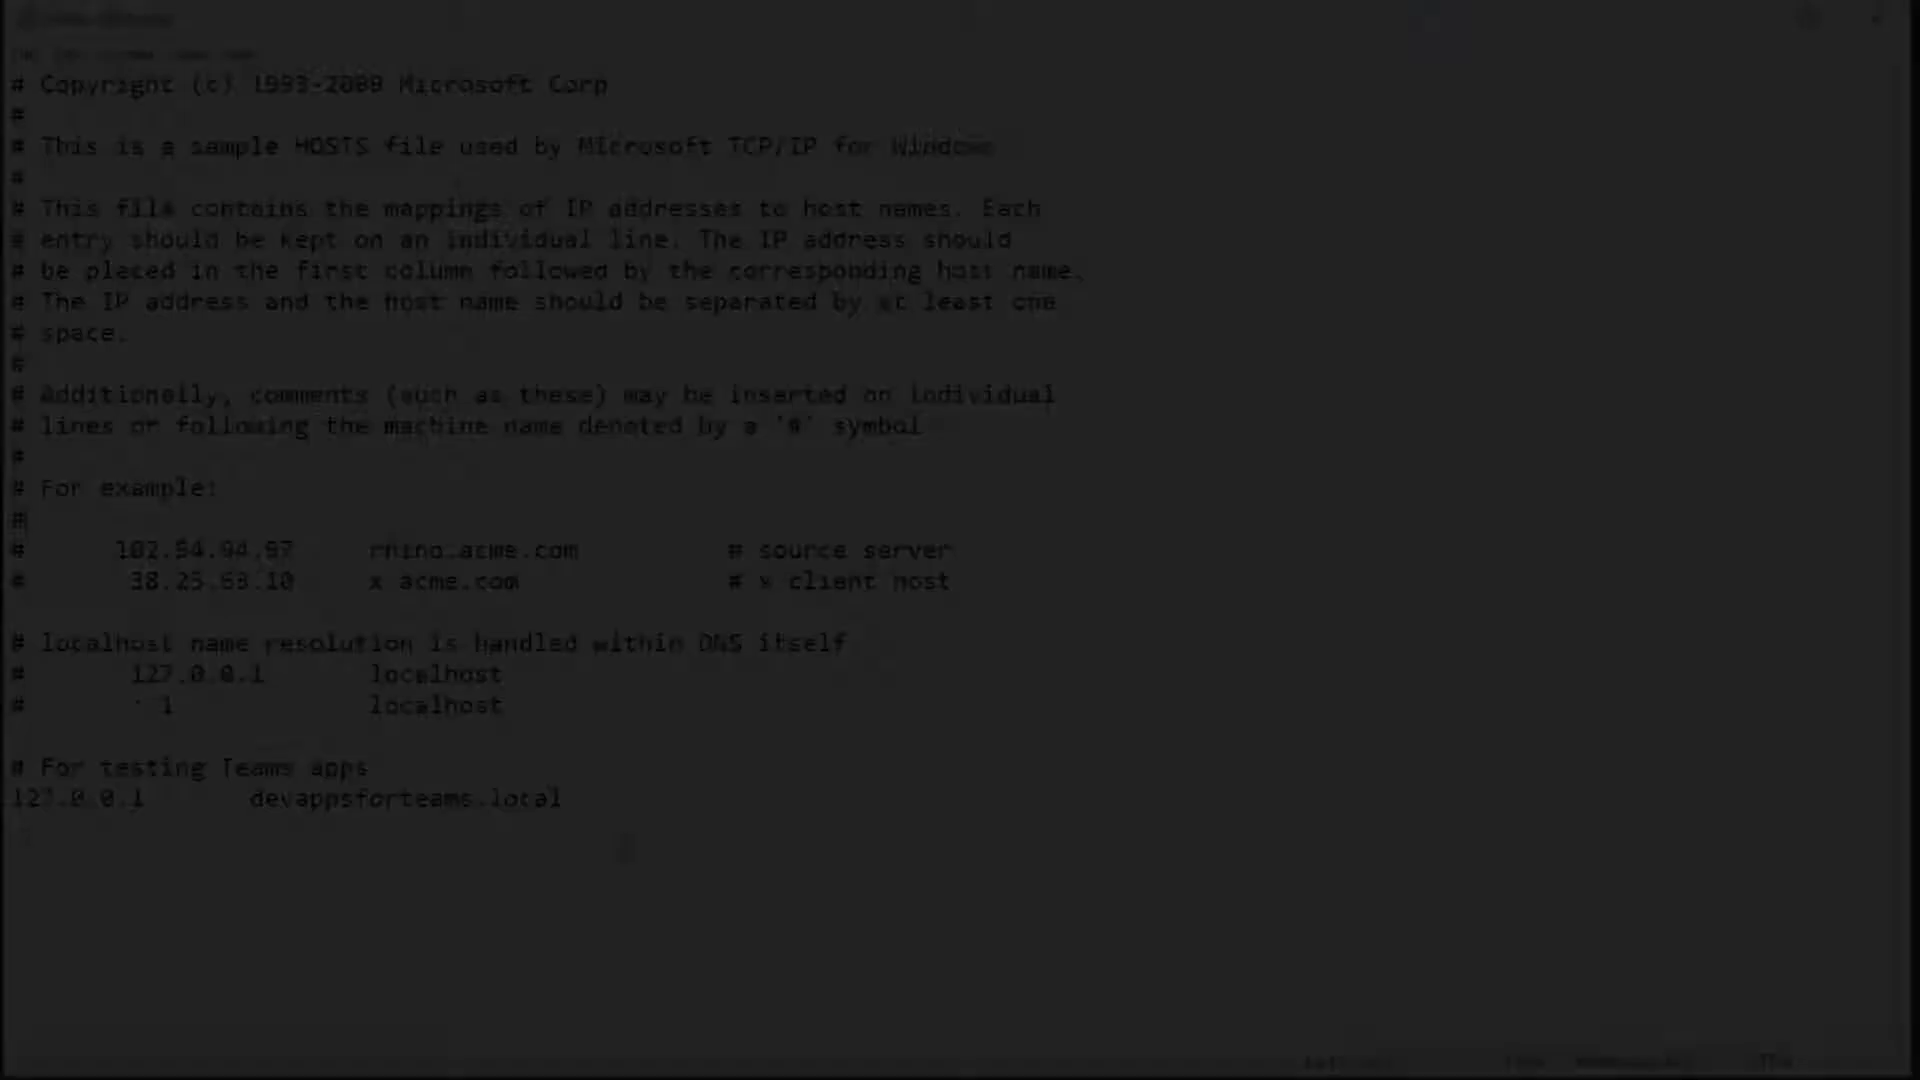 # Copyright (c) 1993-2009 Microsoft Corp
#
# This is a sample HOSTS file used by Microsoft TCP/IP for Windows
#
# This file contains the mappings of IP addresses to host names. Each
# entry should be kept on an individual line. The IP address should
# be placed in the first column followed by the corresponding host name.
# The IP address and the host name should be separated by at least one
# space.
#
# Additionally, comments (such as these) may be inserted on individual
# lines or following the machine name denoted by a '#' symbol
#
# For example:
#
# 102.54.94.97 rhino.acme.com # source server
# 38.25.63.10 x.acme.com # x client host
# localhost name resolution is handled within DNS itself
# 127.0.0.1 localhost
# ::1 localhost
# For testing Teams apps
127.0.0.1 devappsforteams.local